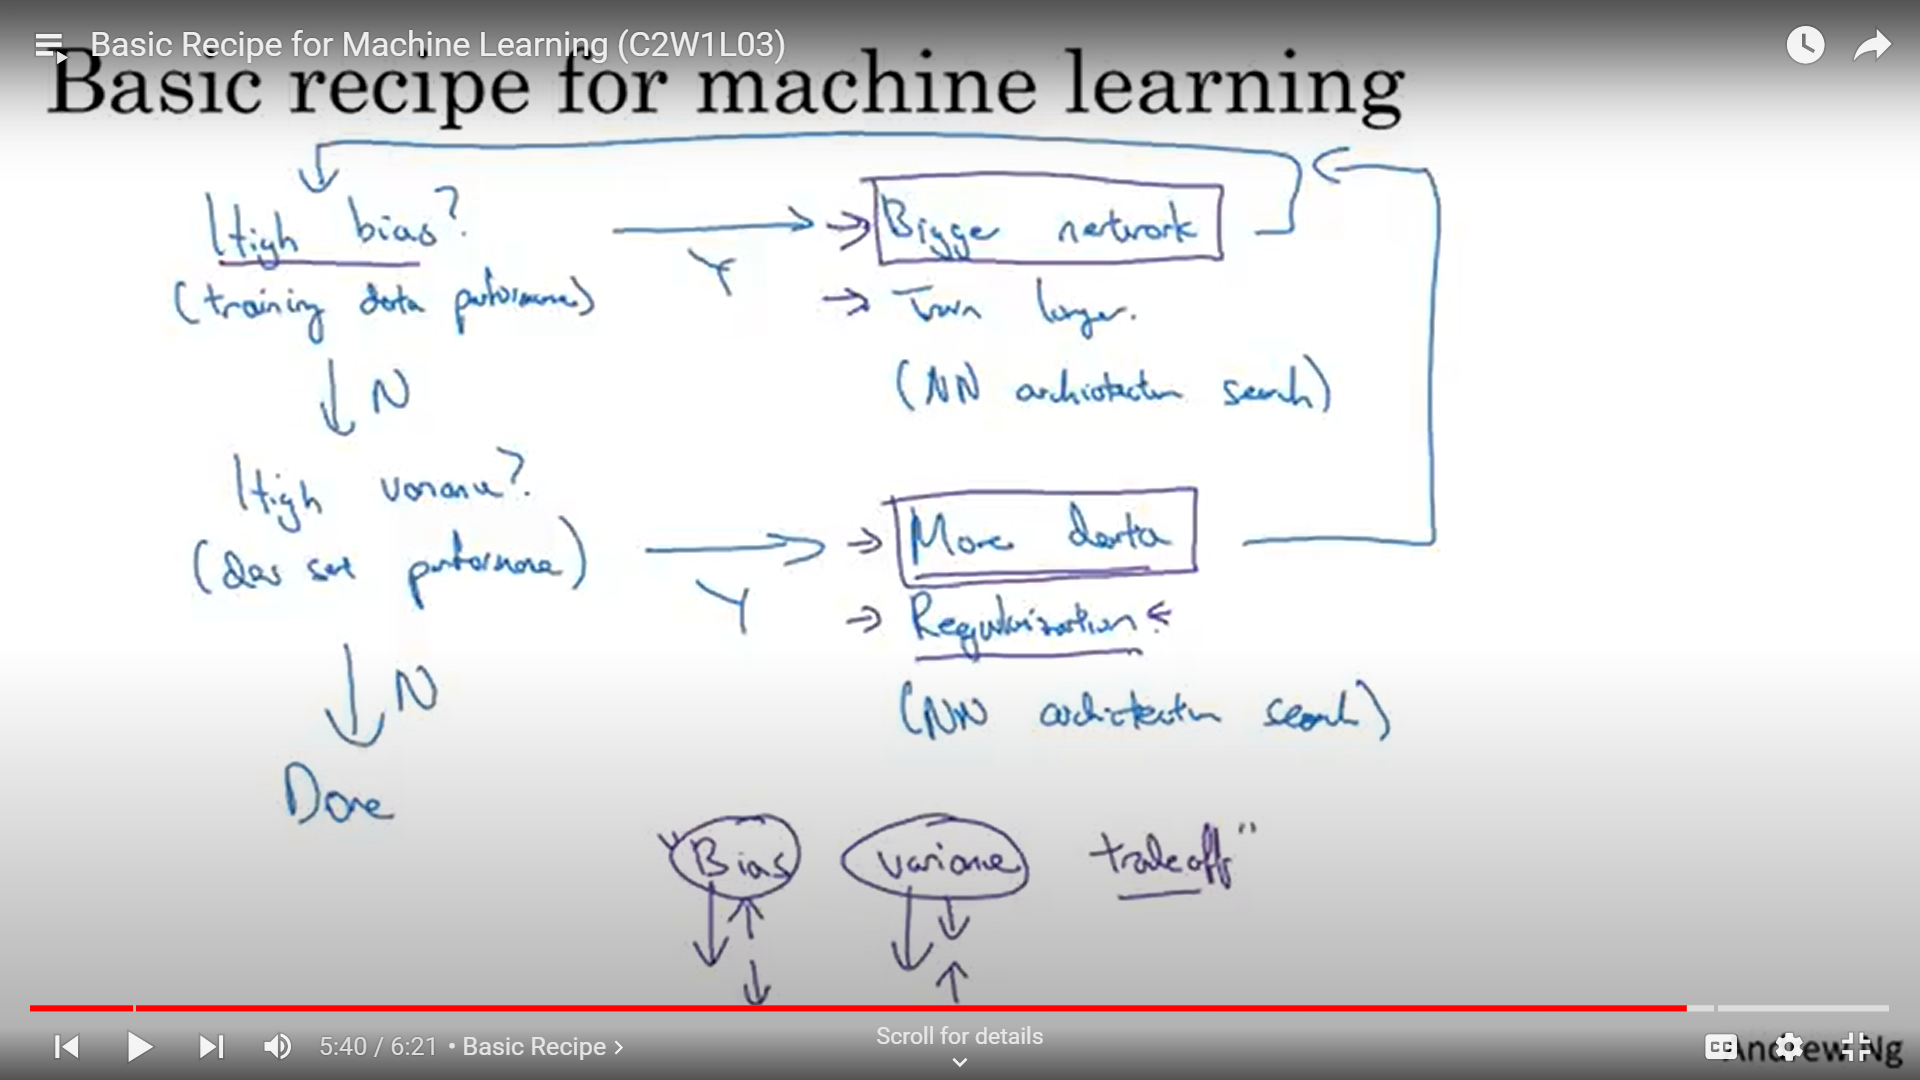 Basic Recipe for Machine Learning (C2W1L03)
Basic recipe for machine learning
High bias?
(training data performance)
Y
Bigger network
Train longer.
(NN architecture search)
N
High variance?
(dev set performance)
Y
More data
Regularization
(NN architecture search)
N
Done
"Bias variance tradeoff"
5:40 / 6:21 • Basic Recipe >
Scroll for details
CC
Andrew Ng